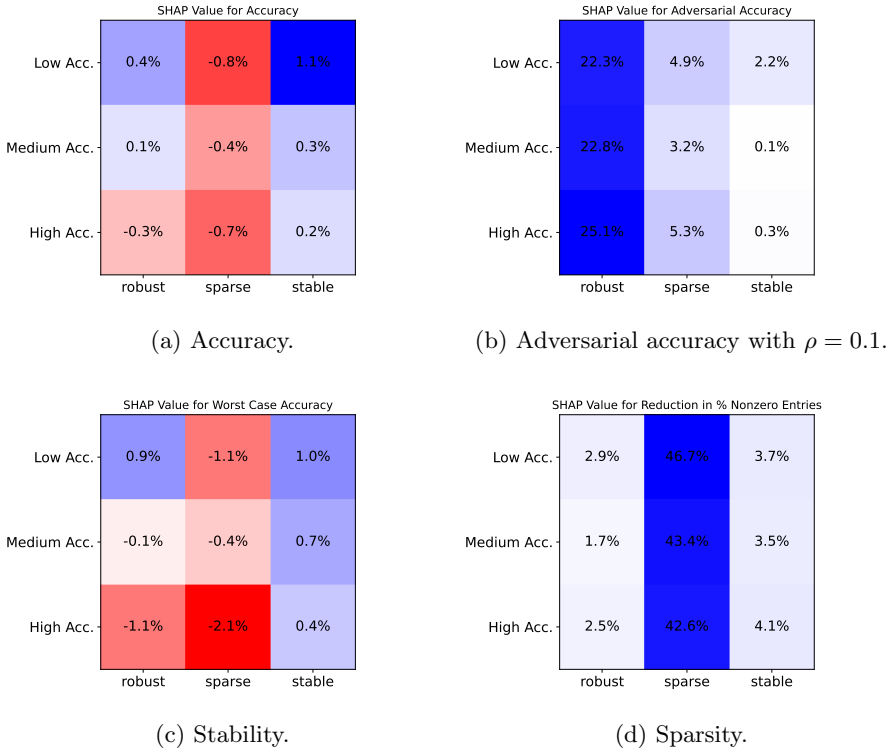 SHAP Value for Accuracy
Low Acc. 0.4% -0.8% 1.1%
Medium Acc. 0.1% -0.4% 0.3%
High Acc. -0.3% -0.7% 0.2%
robust sparse stable
(a) Accuracy.
SHAP Value for Adversarial Accuracy
Low Acc. 22.3% 4.9% 2.2%
Medium Acc. 22.8% 3.2% 0.1%
High Acc. 25.1% 5.3% 0.3%
robust sparse stable
(b) Adversarial accuracy with ρ = 0.1.
SHAP Value for Worst Case Accuracy
Low Acc. 0.9% -1.1% 1.0%
Medium Acc. -0.1% -0.4% 0.7%
High Acc. -1.1% -2.1% 0.4%
robust sparse stable
(c) Stability.
SHAP Value for Reduction in % Nonzero Entries
Low Acc. 2.9% 46.7% 3.7%
Medium Acc. 1.7% 43.4% 3.5%
High Acc. 2.5% 42.6% 4.1%
robust sparse stable
(d) Sparsity.